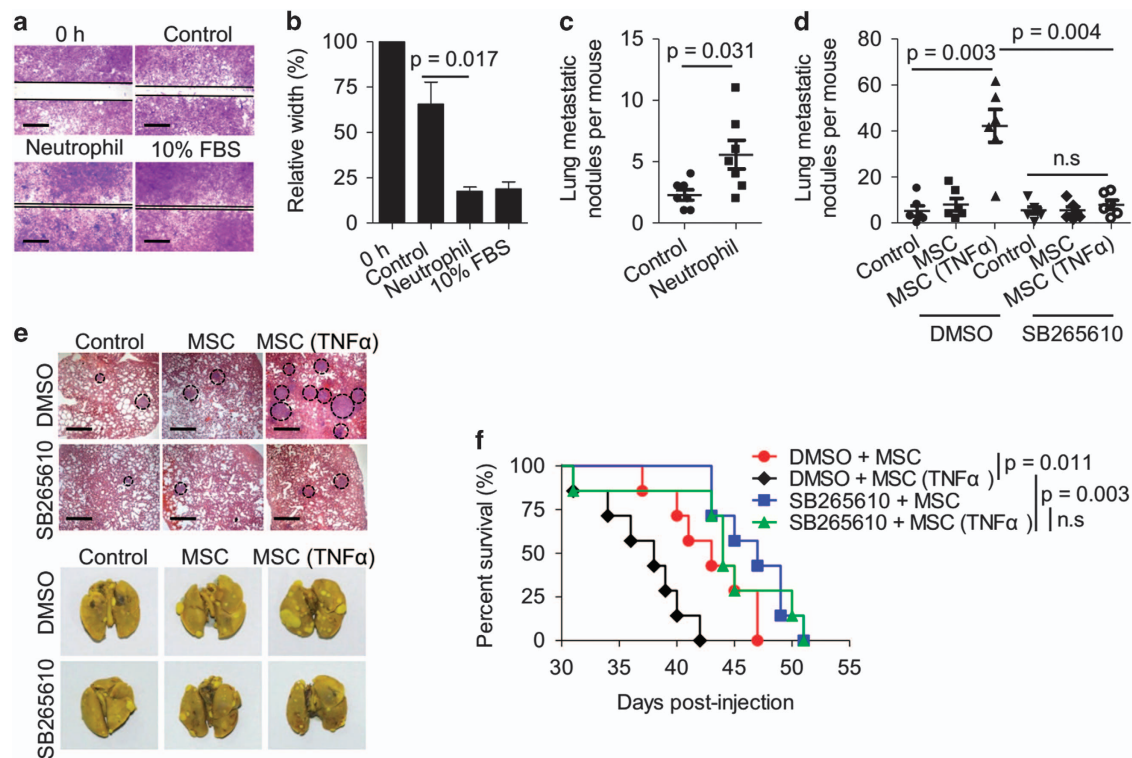 a
0 h
Control
Neutrophil
10% FBS
b
Relative width (%)
100
75
50
25
0
p = 0.017
0 h
Control
Neutrophil
10% FBS
c
Lung metastatic
nodules per mouse
15
10
5
0
p = 0.031
Control
Neutrophil
d
Lung metastatic
nodules per mouse
80
60
40
20
0
p = 0.003
p = 0.004
n.s
Control
MSC
MSC (TNFα)
Control
MSC
MSC (TNFα)
DMSO
SB265610
e
Control
MSC
MSC (TNFα)
DMSO
SB265610
Control
MSC
MSC (TNFα)
DMSO
SB265610
f
Percent survival (%)
100
75
50
25
0
30
35
40
45
50
55
Days post-injection
DMSO + MSC
DMSO + MSC (TNFα)
SB265610 + MSC
SB265610 + MSC (TNFα)
p = 0.011
p = 0.003
n.s